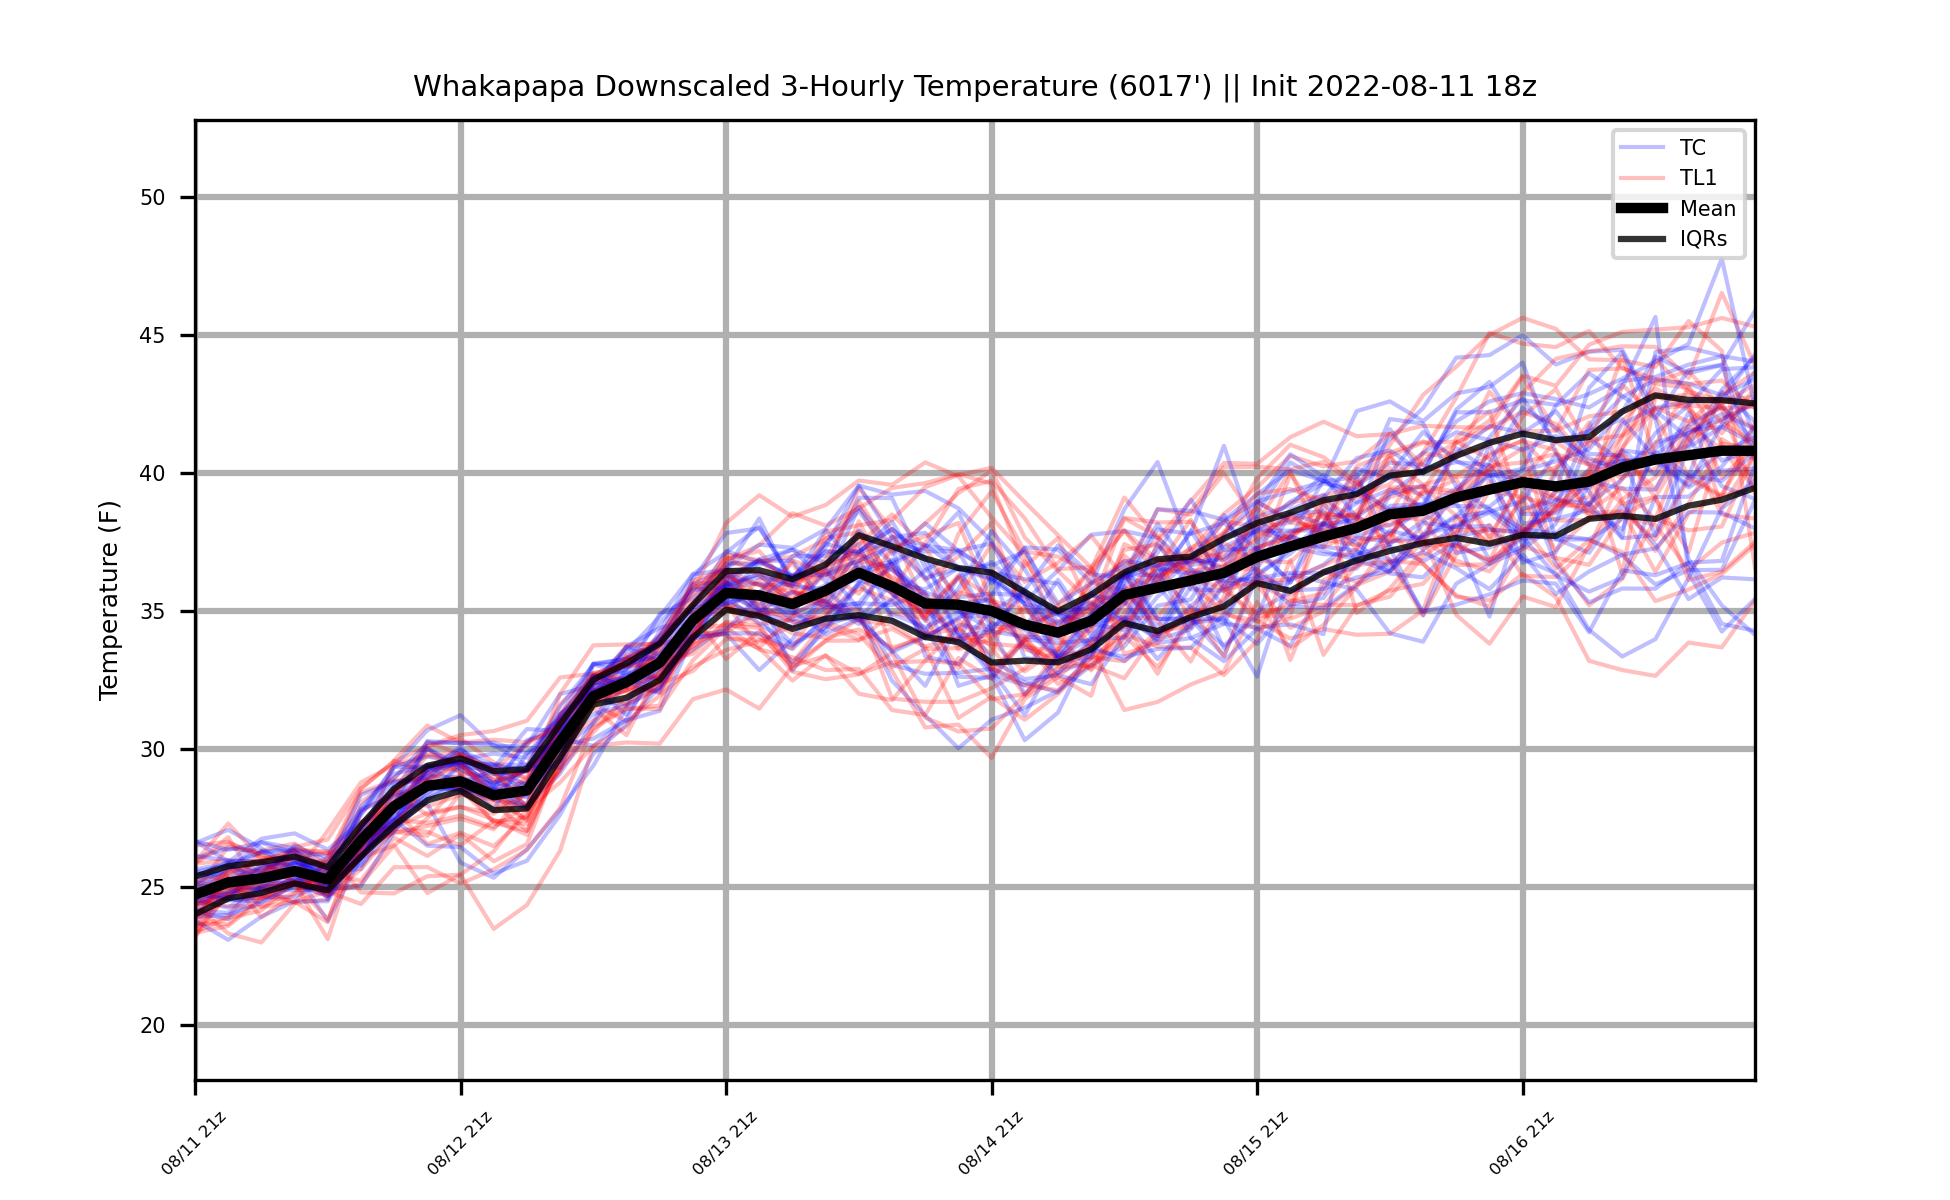 Whakapapa Downscaled 3-Hourly Temperature (6017') || Init 2022-08-11 18z
TC
TL1
Mean
IQRs
Temperature (F)
50
45
40
35
30
25
20
08/11 21z
08/12 21z
08/13 21z
08/14 21z
08/15 21z
08/16 21z